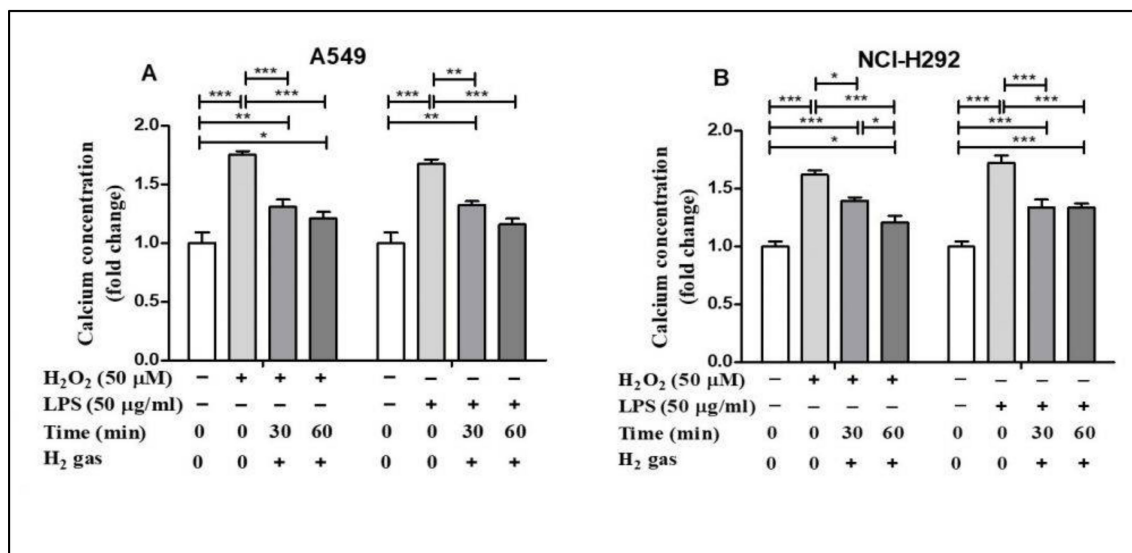 A549
A
*** **
*** *** *** ***
** **
*
Calcium concentration
(fold change)
2.0
1.5
1.0
0.5
0.0
H₂O₂ (50 µM) – + + + – – – –
LPS (50 µg/ml) – – – – – + + +
Time (min) 0 0 30 60 0 0 30 60
H₂ gas 0 0 + + 0 0 + +
NCI-H292
B
* ***
*** *** *** ***
*** * ***
* ***
Calcium concentration
(fold change)
2.0
1.5
1.0
0.5
0.0
H₂O₂ (50 µM) – + + + – – – –
LPS (50 µg/ml) – – – – – + + +
Time (min) 0 0 30 60 0 0 30 60
H₂ gas 0 0 + + 0 0 + +